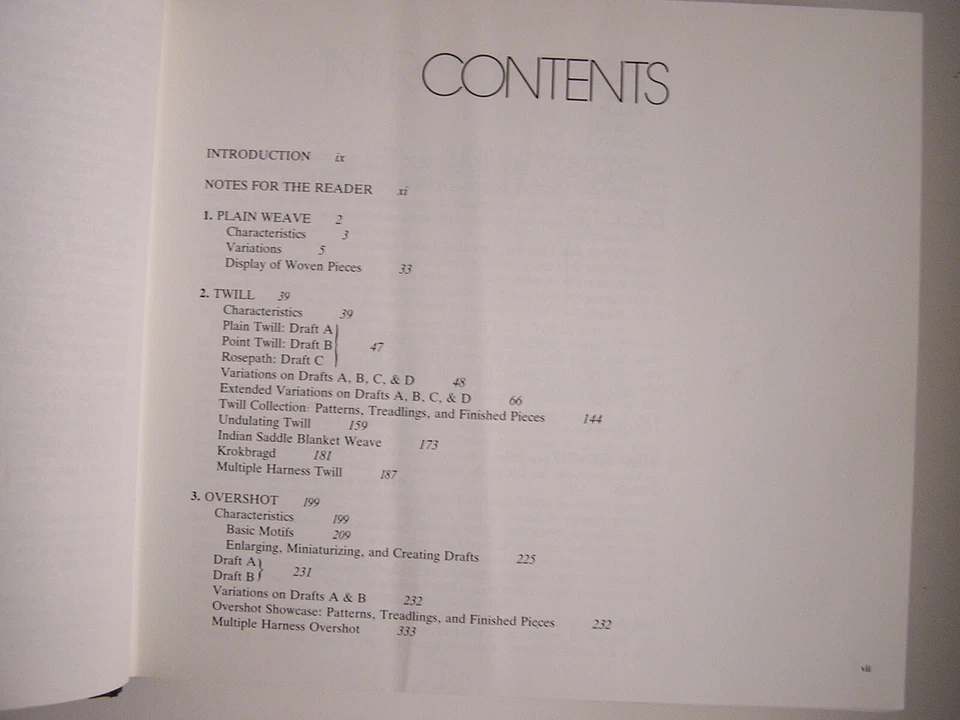 CONTENTS
INTRODUCTION ix
NOTES FOR THE READER xi
1. PLAIN WEAVE 2
Characteristics 3
Variations 5
Display of Woven Pieces 33
2. TWILL 39
Characteristics 39
Plain Twill: Draft A
Point Twill: Draft B 47
Rosepath: Draft C
Variations on Drafts A, B, C, & D 48
Extended Variations on Drafts A, B, C, & D 66
Twill Collection: Patterns, Treadlings, and Finished Pieces 144
Undulating Twill 159
Indian Saddle Blanket Weave 173
Krokbragd 181
Multiple Harness Twill 187
3. OVERSHOT 199
Characteristics 199
Basic Motifs 209
Enlarging, Miniaturizing, and Creating Drafts 225
Draft A
Draft B 231
Variations on Drafts A & B 232
Overshot Showcase: Patterns, Treadlings, and Finished Pieces 232
Multiple Harness Overshot 333
vii